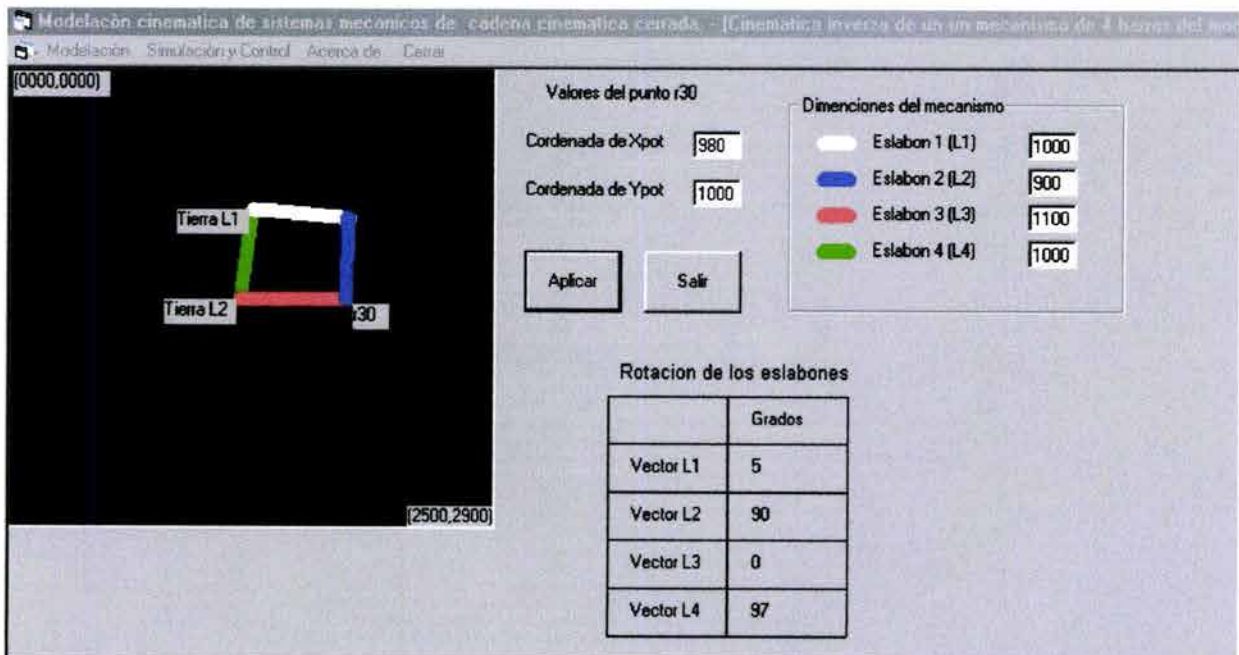 Modelaciòn cinematica de sistemas mecanicos de cadena cinematica cerrada. - [Cinematica inversa de un un mecanismo de 4 barras del mod
Modelación Simulación y Control Acerca de Cerrar
(0000,0000)
Tierra L1
Tierra L2
r30
(2500,2900)
Valores del punto r30
Cordenada de Xpot 980
Cordenada de Ypot 1000
Aplicar Salir
Dimenciones del mecanismo
Eslabon 1 (L1) 1000
Eslabon 2 (L2) 900
Eslabon 3 (L3) 1100
Eslabon 4 (L4) 1000
Rotacion de los eslabones
Grados
Vector L1 5
Vector L2 90
Vector L3 0
Vector L4 97